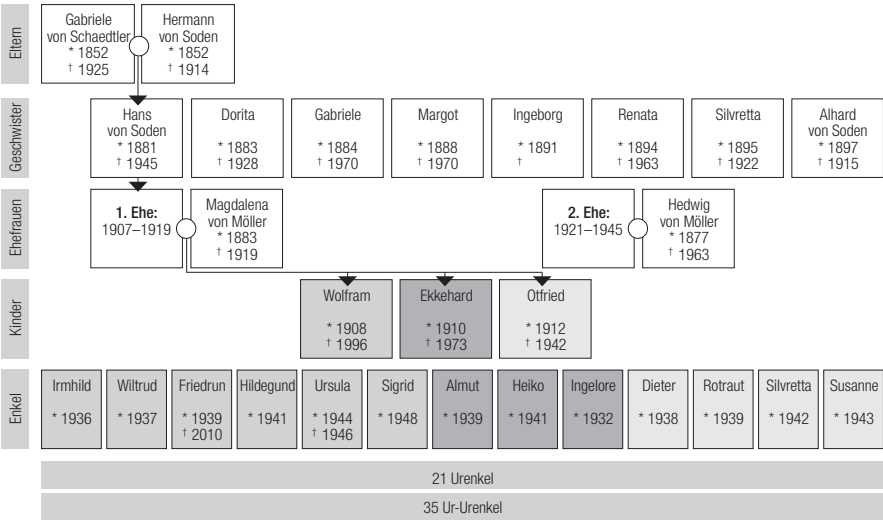 Eltern
Gabriele
von Schaedtler
* 1852
† 1925
Hermann
von Soden
* 1852
† 1914
Geschwister
Hans
von Soden
* 1881
† 1945
Dorita
* 1883
† 1928
Gabriele
* 1884
† 1970
Margot
* 1888
† 1970
Ingeborg
* 1891
†
Renata
* 1894
† 1963
Silvretta
* 1895
† 1922
Alhard
von Soden
* 1897
† 1915
Ehefrauen
1. Ehe:
1907–1919
Magdalena
von Möller
* 1883
† 1919
2. Ehe:
1921–1945
Hedwig
von Möller
* 1877
† 1963
Kinder
Wolfram
* 1908
† 1996
Ekkehard
* 1910
† 1973
Otfried
* 1912
† 1942
Enkel
Irmhild
* 1936
Wiltrud
* 1937
Friedrun
* 1939
† 2010
Hildegund
* 1941
Ursula
* 1944
† 1946
Sigrid
* 1948
Almut
* 1939
Heiko
* 1941
Ingelore
* 1932
Dieter
* 1938
Rotraut
* 1939
Silvretta
* 1942
Susanne
* 1943
21 Urenkel
35 Ur-Urenkel